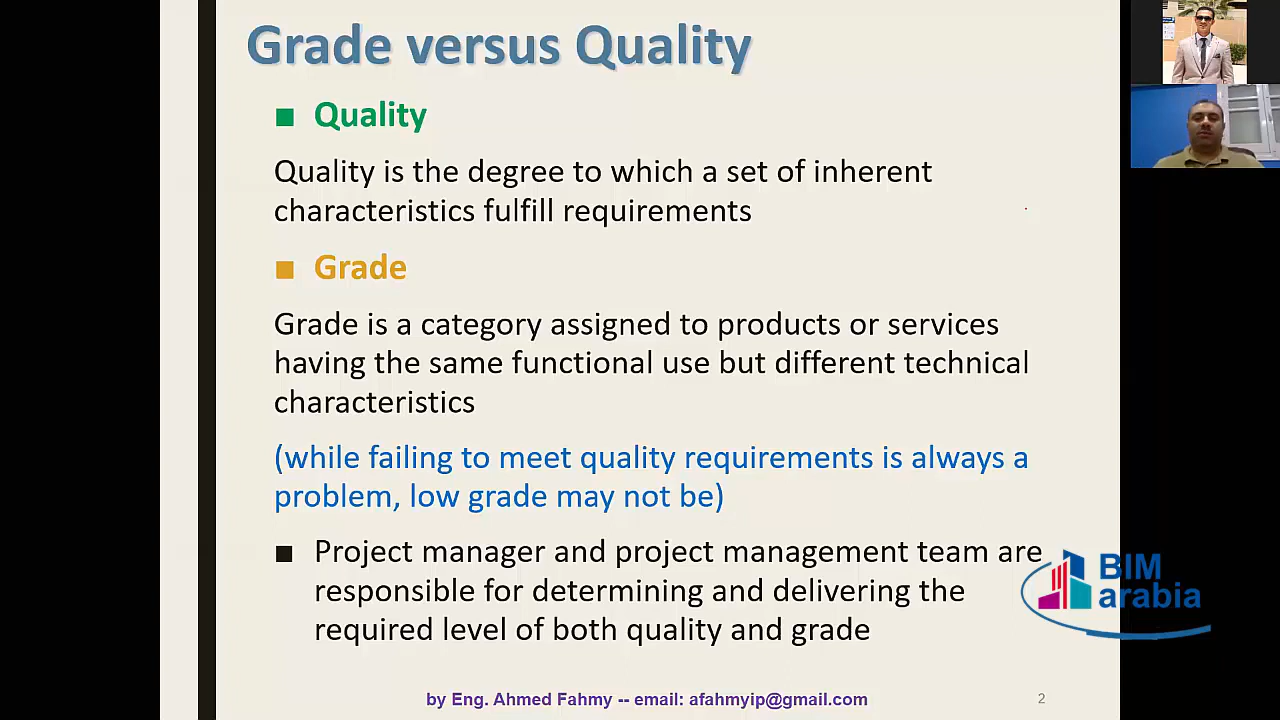 Grade versus Quality
■ Quality
Quality is the degree to which a set of inherent
characteristics fulfill requirements
■ Grade
Grade is a category assigned to products or services
having the same functional use but different technical
characteristics
(while failing to meet quality requirements is always a
problem, low grade may not be)
■ Project manager and project management team are
responsible for determining and delivering the
required level of both quality and grade
BIM
arabia
by Eng. Ahmed Fahmy -- email: afahmyip@gmail.com
2